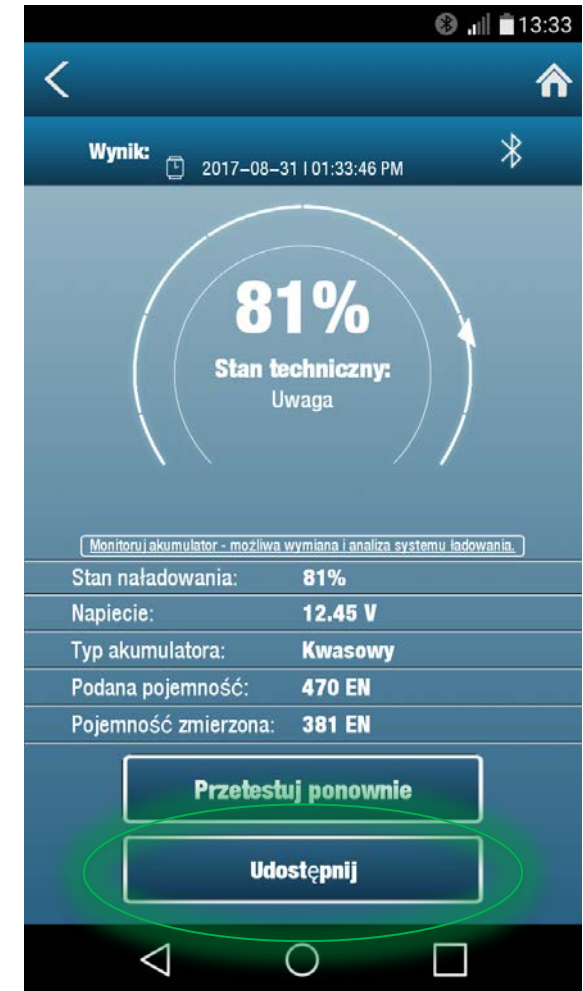 13:33
Wynik:
2017–08–31 I 01:33:46 PM
81%
Stan techniczny:
Uwaga
Monitoruj akumulator - możliwa wymiana i analiza systemu ładowania.
Stan naładowania: 81%
Napiecie: 12.45 V
Typ akumulatora: Kwasowy
Podana pojemność: 470 EN
Pojemność zmierzona: 381 EN
Przetestuj ponownie
Udostępnij